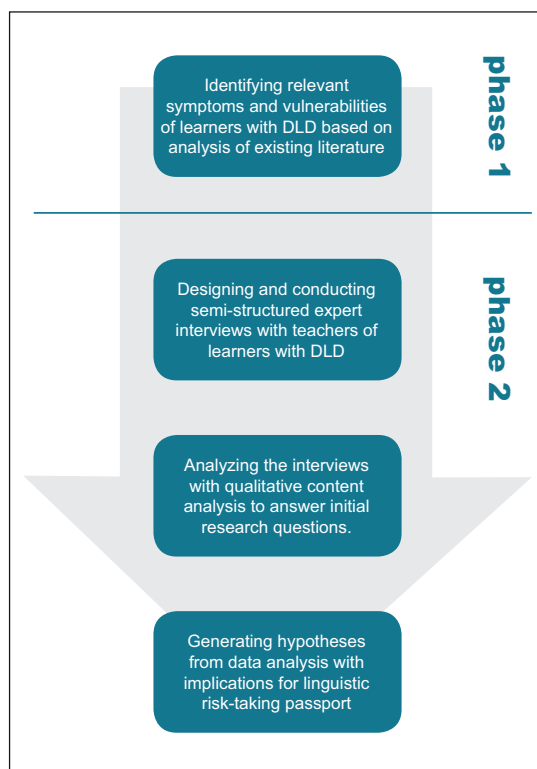 Identifying relevant
symptoms and vulnerabilities
of learners with DLD based on
analysis of existing literature
phase 1
Designing and conducting
semi-structured expert
interviews with teachers of
learners with DLD
phase 2
Analyzing the interviews
with qualitative content
analysis to answer initial
research questions.
Generating hypotheses
from data analysis with
implications for linguistic
risk-taking passport